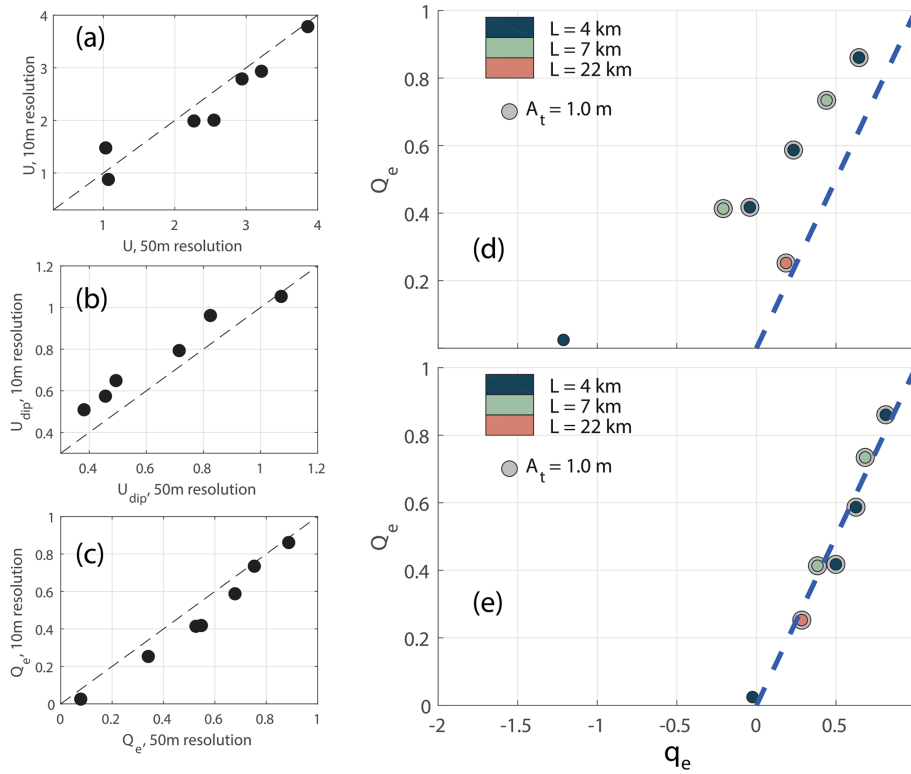 (a)
4
3
2
1
U, 10m resolution
1
2
3
4
U, 50m resolution
(b)
1.2
1
0.8
0.6
0.4
U_dip, 10m resolution
0.4
0.6
0.8
1
1.2
U_dip, 50m resolution
(c)
1
0.8
0.6
0.4
0.2
0
Q_e, 10m resolution
0
0.2
0.4
0.6
0.8
1
Q_e, 50m resolution
(d)
1
0.8
0.6
0.4
0.2
Q_e
L = 4 km
L = 7 km
L = 22 km
A_t = 1.0 m
(e)
1
0.8
0.6
0.4
0.2
0
Q_e
L = 4 km
L = 7 km
L = 22 km
A_t = 1.0 m
-2
-1.5
-1
-0.5
0
0.5
q_e